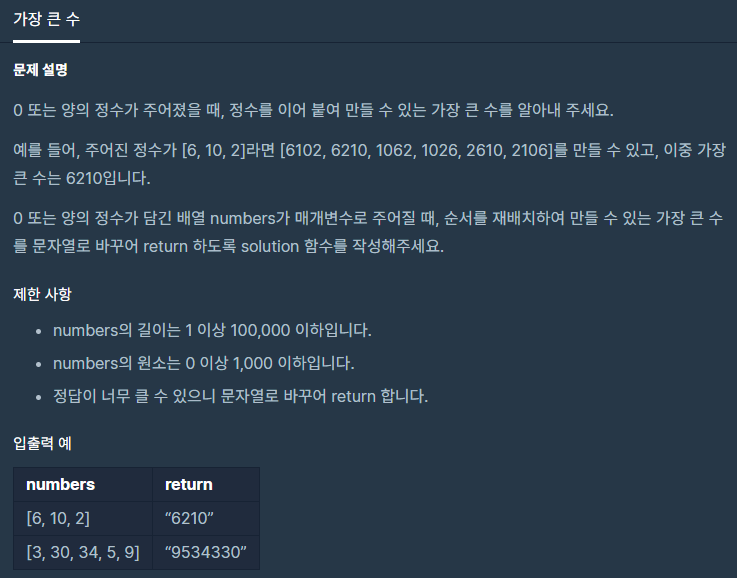 가장 큰 수
문제 설명
0 또는 양의 정수가 주어졌을 때, 정수를 이어 붙여 만들 수 있는 가장 큰 수를 알아내 주세요.
예를 들어, 주어진 정수가 [6, 10, 2]라면 [6102, 6210, 1062, 1026, 2610, 2106]를 만들 수 있고, 이중 가장
큰 수는 6210입니다.
0 또는 양의 정수가 담긴 배열 numbers가 매개변수로 주어질 때, 순서를 재배치하여 만들 수 있는 가장 큰 수
를 문자열로 바꾸어 return 하도록 solution 함수를 작성해주세요.
제한 사항
• numbers의 길이는 1 이상 100,000 이하입니다.
• numbers의 원소는 0 이상 1,000 이하입니다.
• 정답이 너무 클 수 있으니 문자열로 바꾸어 return 합니다.
입출력 예
numbers return
[6, 10, 2] “6210”
[3, 30, 34, 5, 9] “9534330”